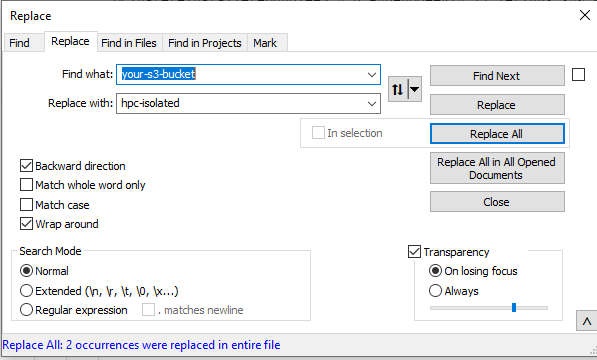 Replace
Find Replace Find in Files Find in Projects Mark
Find what: your-s3-bucket Find Next
Replace with: hpc-isolated Replace
In selection Replace All
Backward direction Replace All in All Opened
Documents
Match whole word only
Match case Close
Wrap around
Search Mode Transparency
Normal On losing focus
Extended (\n, \r, \t, \0, \x...) Always
Regular expression . matches newline
Replace All: 2 occurrences were replaced in entire file